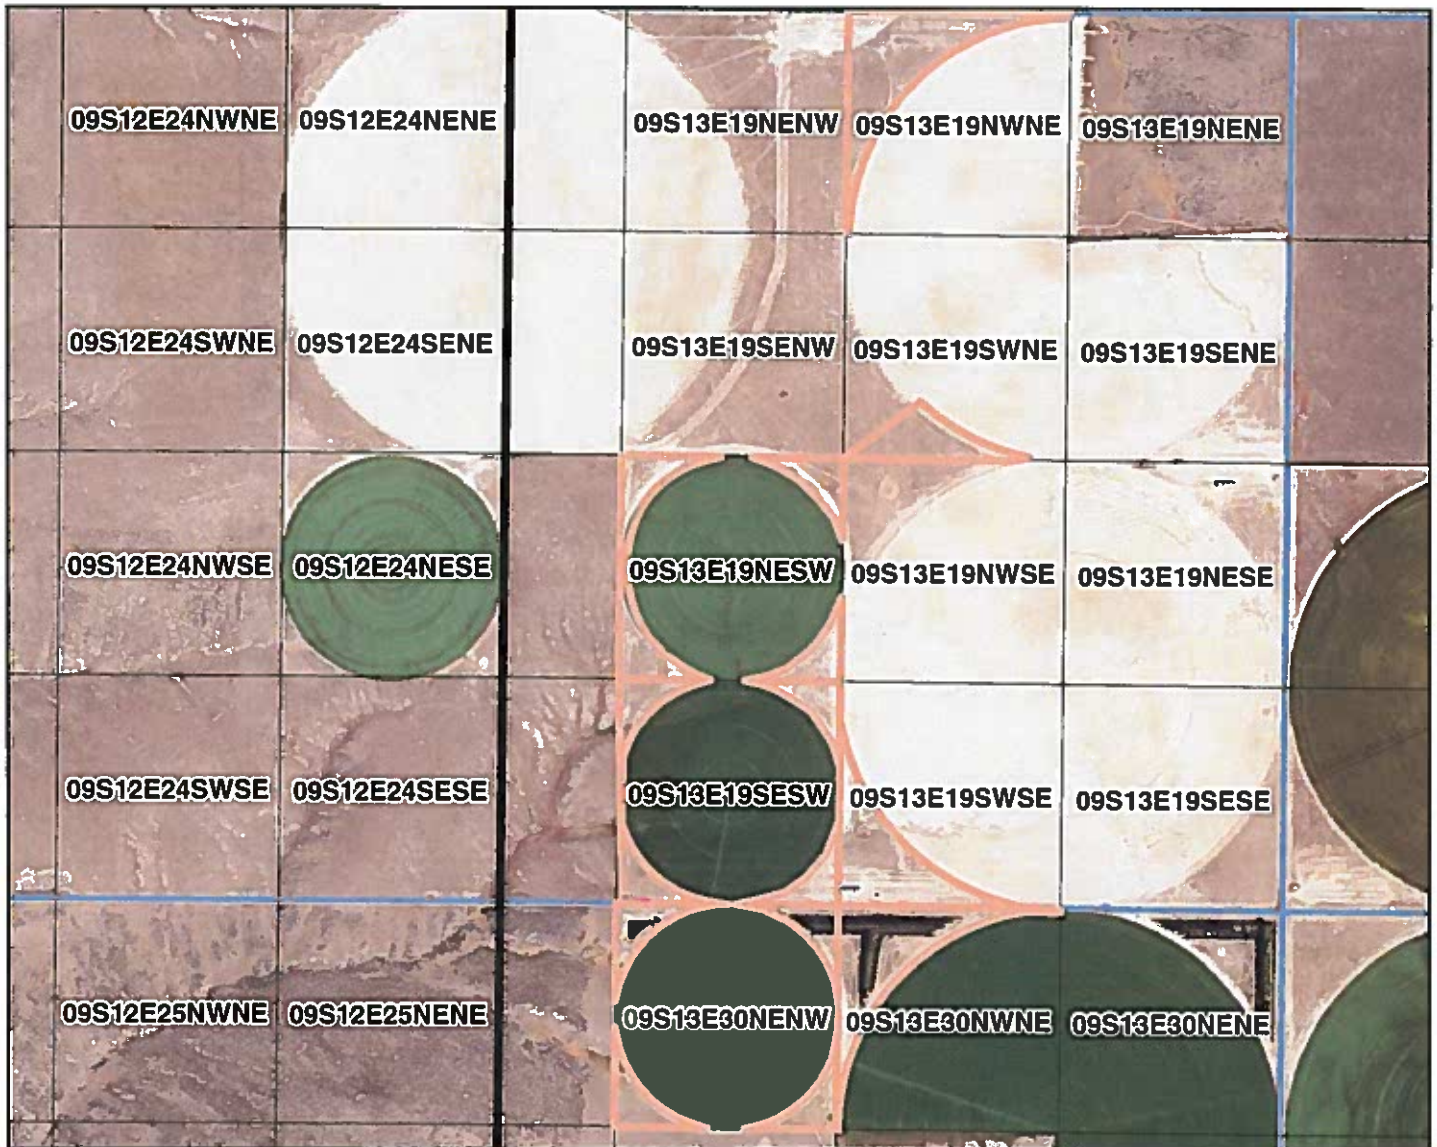 09S12E24NWNE 09S12E24NENE 09S13E19NENW 09S13E19NWNE 09S13E19NENE
09S12E24SWNE 09S12E24SENE 09S13E19SENW 09S13E19SWNE 09S13E19SENE
09S12E24NWSE 09S12E24NESE 09S13E19NESW 09S13E19NWSE 09S13E19NESE
09S12E24SWSE 09S12E24SESE 09S13E19SESW 09S13E19SWSE 09S13E19SESE
09S12E25NWNE 09S12E25NENE 09S13E30NENW 09S13E30NWNE 09S13E30NENE